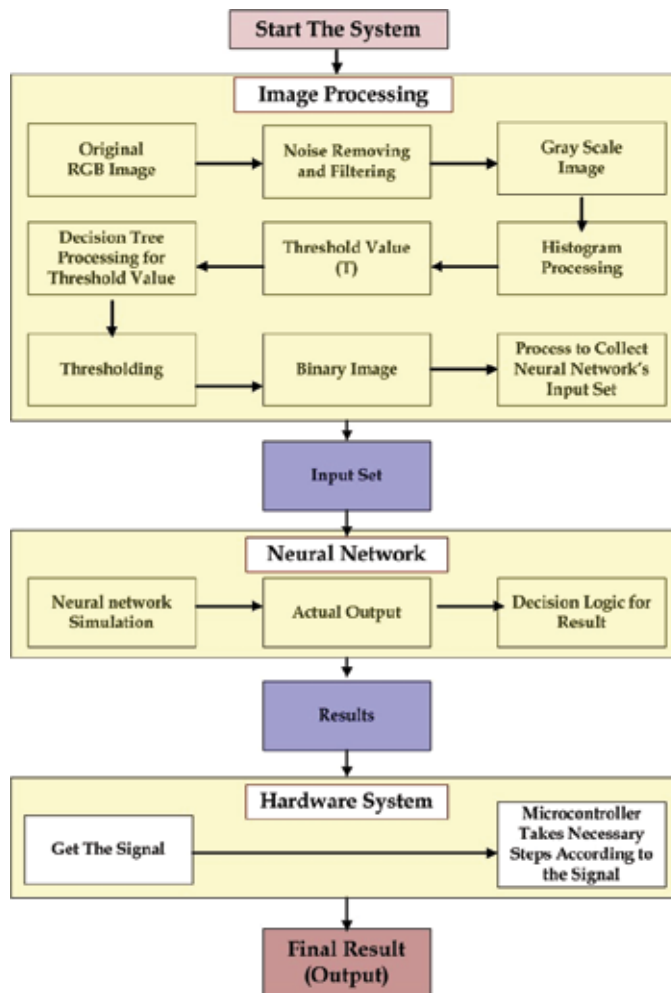 Start The System
Image Processing
Original
RGB Image
Noise Removing
and Filtering
Gray Scale
Image
Histogram
Processing
Threshold Value
(T)
Decision Tree
Processing for
Threshold Value
Thresholding
Binary Image
Process to Collect
Neural Network's
Input Set
Input Set
Neural Network
Neural network
Simulation
Actual Output
Decision Logic for
Result
Results
Hardware System
Get The Signal
Microcontroller
Takes Necessary
Steps According to
the Signal
Final Result
(Output)